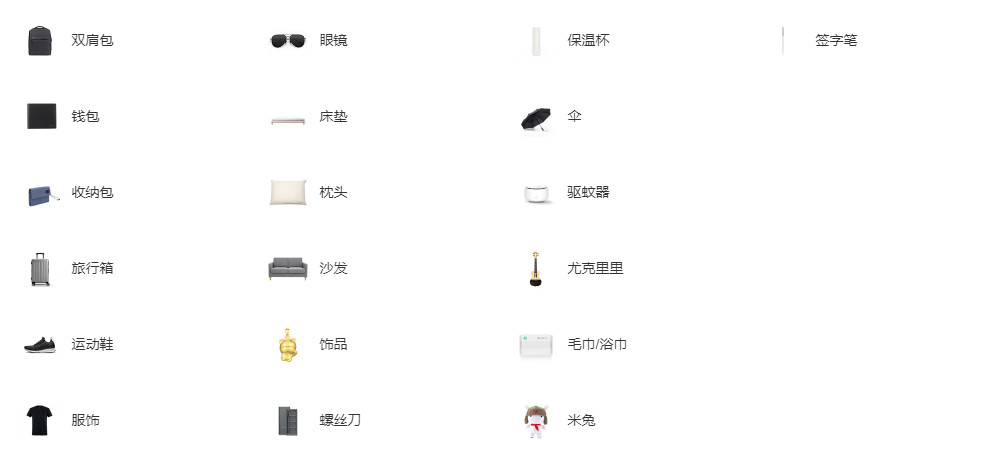 双肩包
钱包
收纳包
旅行箱
运动鞋
服饰
眼镜
床垫
枕头
沙发
饰品
螺丝刀
保温杯
伞
驱蚊器
尤克里里
毛巾/浴巾
米兔
签字笔